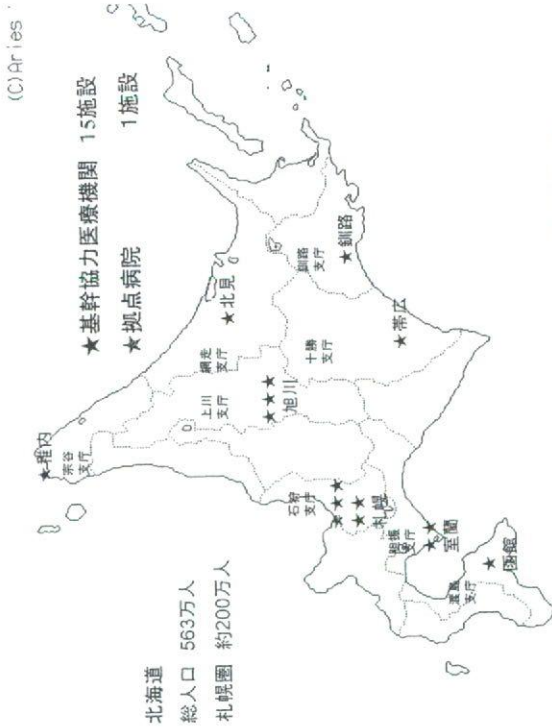 (C)Aries
★基幹協力医療機関 15施設
★拠点病院 1施設
北海道
総人口 563万人
札幌圏 約200万人
★稚内
宗谷
支庁
網走
支庁
★北見
上川
支庁
★★★
旭川
釧路
支庁
★釧路
十勝
支庁
★帯広
石狩
支庁
★★★
★★
札幌
胆振
支庁
★★
室蘭
渡島
支庁
★
函館